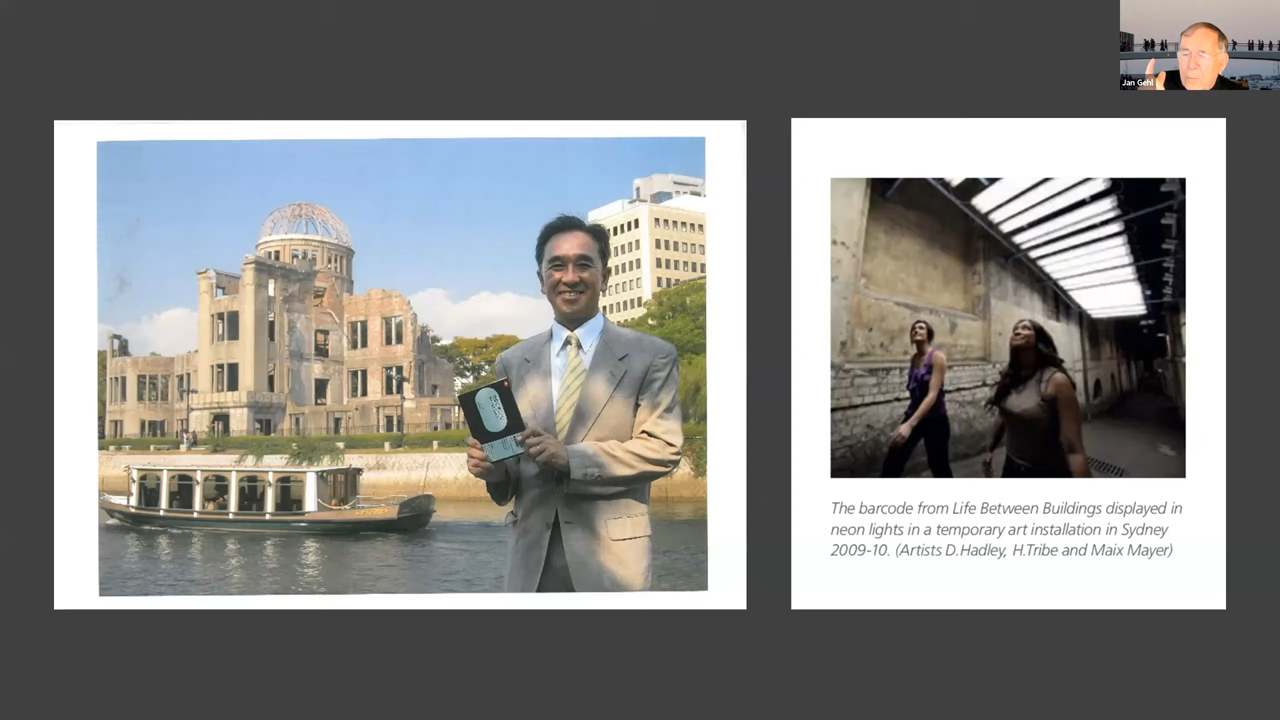 Jan Gehl
The barcode from Life Between Buildings displayed in
neon lights in a temporary art installation in Sydney
2009-10. (Artists D.Hadley, H.Tribe and Maix Mayer)